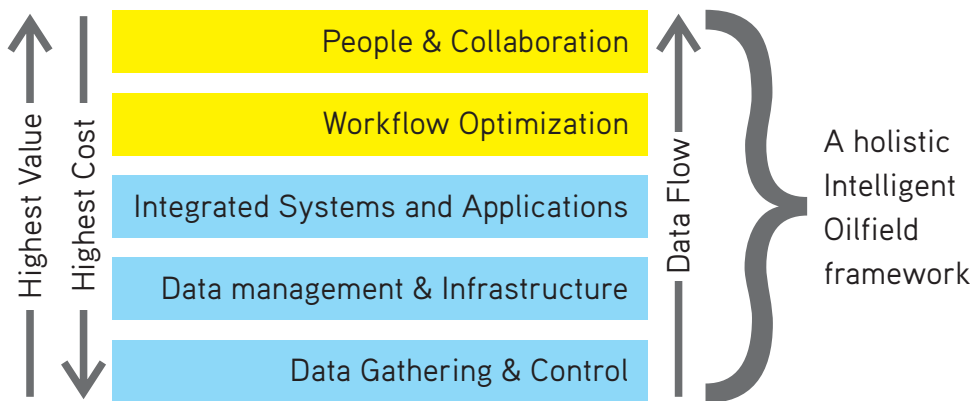 Highest Value
Highest Cost
People & Collaboration
Workflow Optimization
Integrated Systems and Applications
Data management & Infrastructure
Data Gathering & Control
Data Flow
A holistic
Intelligent
Oilfield
framework